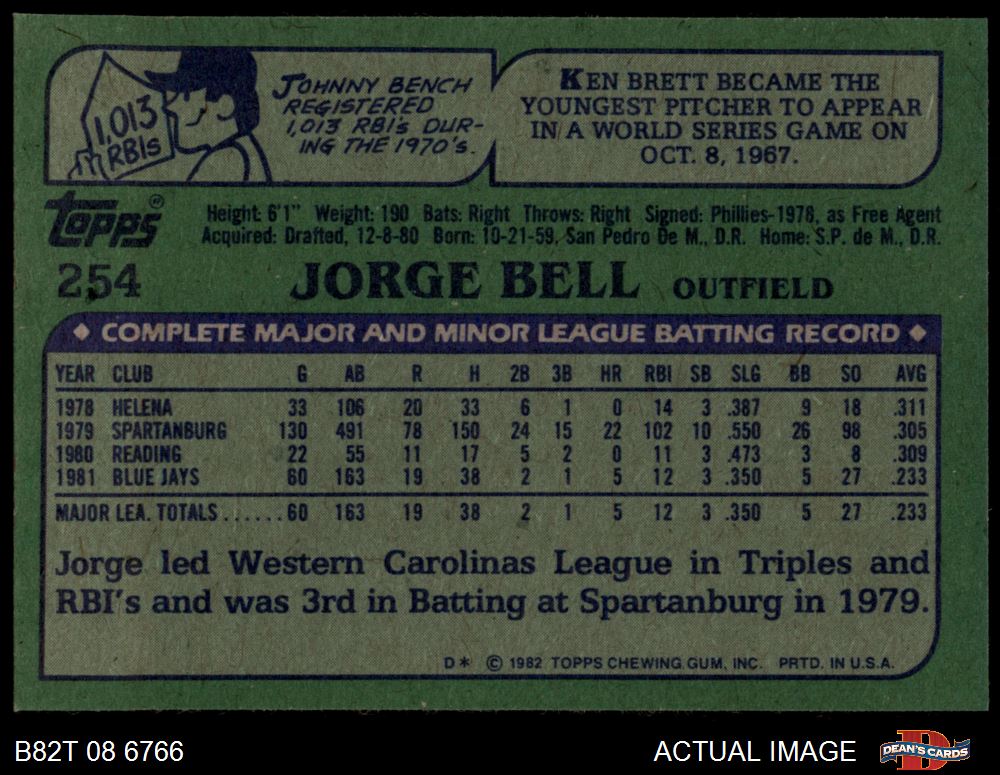 1,013
RBIs
JOHNNY BENCH
REGISTERED
1,013 RBI's DUR-
ING THE 1970's.
KEN BRETT BECAME THE
YOUNGEST PITCHER TO APPEAR
IN A WORLD SERIES GAME ON
OCT. 8, 1967.
Topps®
Height: 6'1" Weight: 190 Bats: Right Throws: Right Signed: Phillies-1978, as Free Agent
Acquired: Drafted, 12-8-80 Born: 10-21-59, San Pedro De M., D.R. Home: S.P. de M., D.R.
254 JORGE BELL OUTFIELD
◆ COMPLETE MAJOR AND MINOR LEAGUE BATTING RECORD ◆
YEAR CLUB G AB R H 2B 3B HR RBI SB SLG BB SO AVG
1978 HELENA 33 106 20 33 6 1 0 14 3 .387 9 18 .311
1979 SPARTANBURG 130 491 78 150 24 15 22 102 10 .550 26 98 .305
1980 READING 22 55 11 17 5 2 0 11 3 .473 3 8 .309
1981 BLUE JAYS 60 163 19 38 2 1 5 12 3 .350 5 27 .233
MAJOR LEA. TOTALS......60 163 19 38 2 1 5 12 3 .350 5 27 .233
Jorge led Western Carolinas League in Triples and
RBI's and was 3rd in Batting at Spartanburg in 1979.
D* © 1982 TOPPS CHEWING GUM, INC. PRTD. IN U.S.A.
B82T 08 6766 ACTUAL IMAGE DEAN'S CARDS